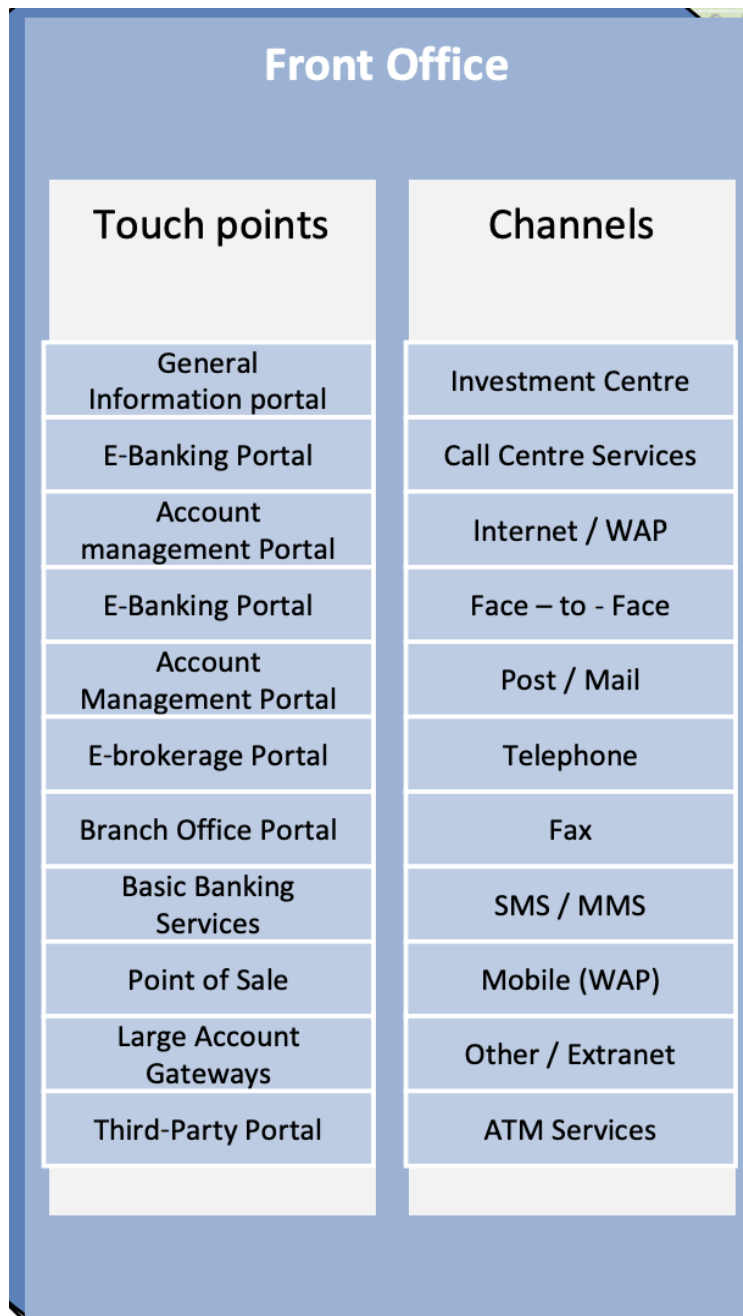 Front Office
Touch points
General
Information portal
E-Banking Portal
Account
management Portal
E-Banking Portal
Account
Management Portal
E-brokerage Portal
Branch Office Portal
Basic Banking
Services
Point of Sale
Large Account
Gateways
Third-Party Portal
Channels
Investment Centre
Call Centre Services
Internet / WAP
Face – to - Face
Post / Mail
Telephone
Fax
SMS / MMS
Mobile (WAP)
Other / Extranet
ATM Services